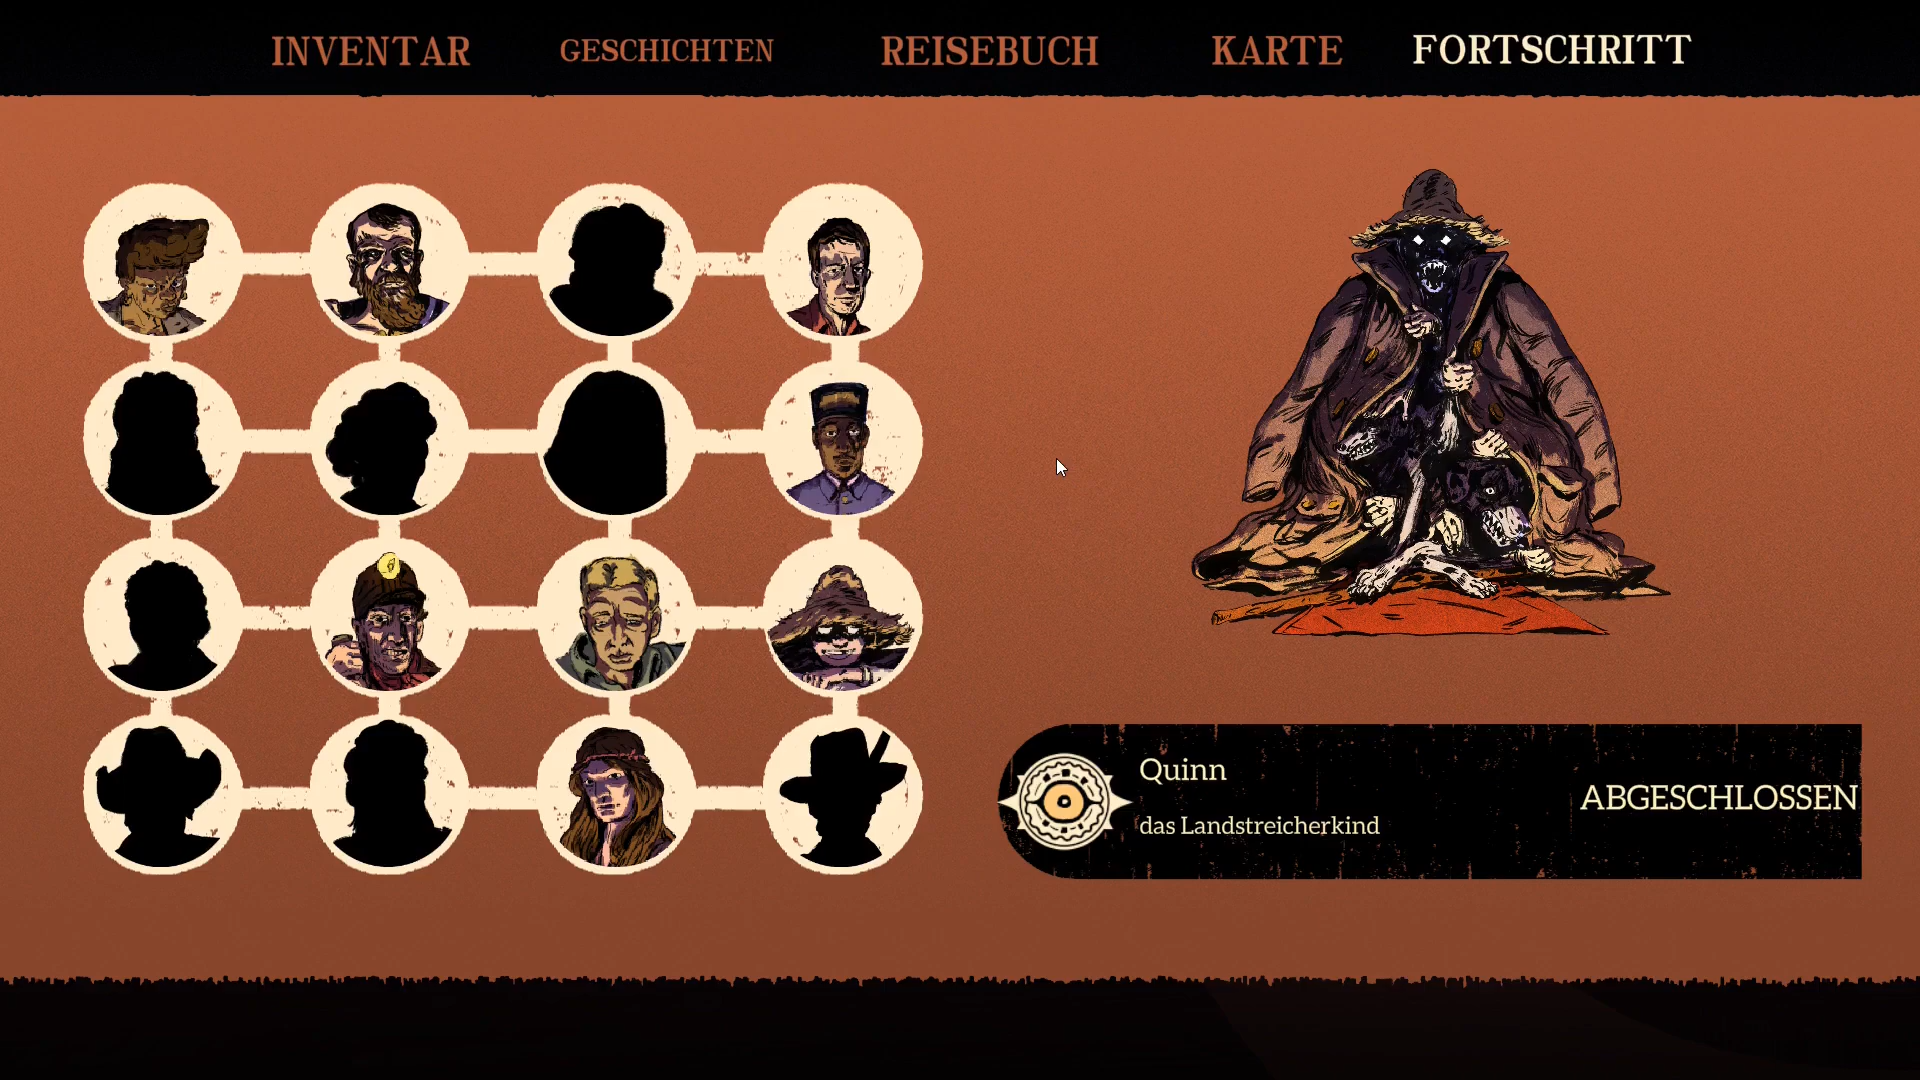 INVENTAR GESCHICHTEN REISEBUCH KARTE FORTSCHRITT
Quinn
das Landstreicherkind
ABGESCHLOSSEN